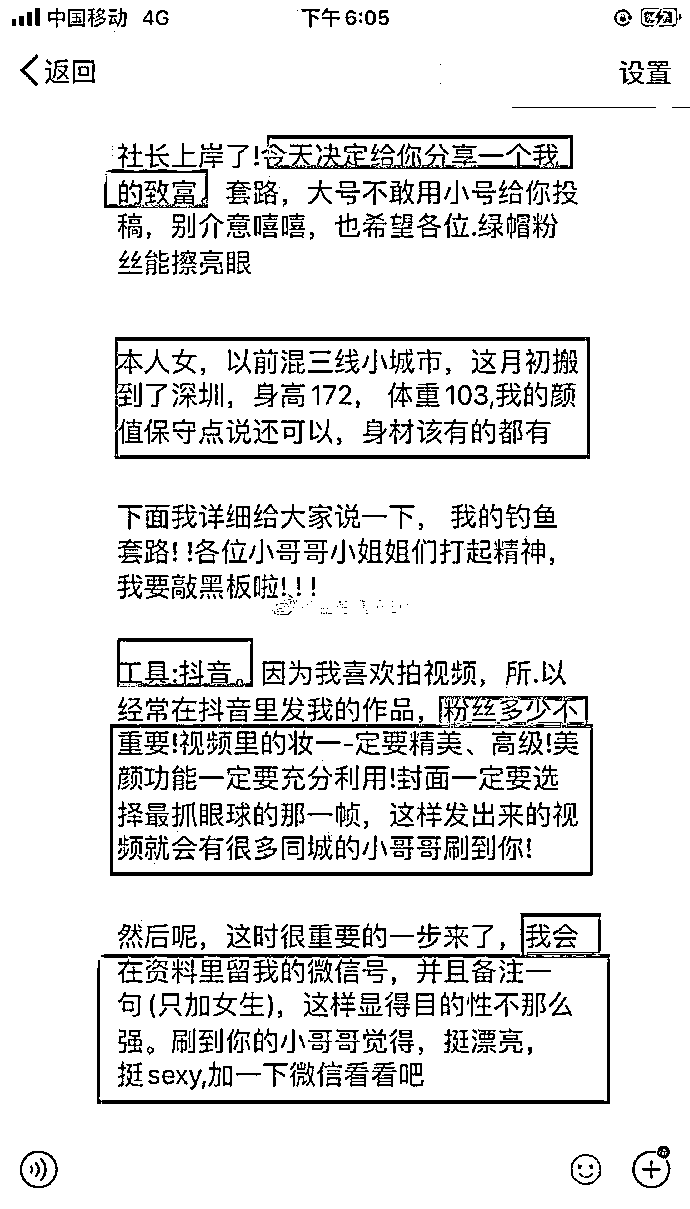 中国移动 4G 下午6:05
返回 设置
社长上岸了!今天决定给你分享一个我
的致富 套路，大号不敢用小号给你投
稿，别介意嘻嘻，也希望各位.绿帽粉
丝能擦亮眼
本人女，以前混三线小城市，这月初搬
到了深圳，身高172， 体重103,我的颜
值保守点说还可以，身材该有的都有
下面我详细给大家说一下， 我的钓鱼
套路! !各位小哥哥小姐姐们打起精神，
我要敲黑板啦! ! !
工具:抖音。因为我喜欢拍视频，所.以
经常在抖音里发我的作品，粉丝多少不
重要!视频里的妆一-定要精美、高级!美
颜功能一定要充分利用!封面一定要选
择最抓眼球的那一帧，这样发出来的视
频就会有很多同城的小哥哥刷到你!
然后呢，这时很重要的一步来了，我会
在资料里留我的微信号，并且备注一
句(只加女生)，这样显得目的性不那么
强。刷到你的小哥哥觉得，挺漂亮，
挺sexy,加一下微信看看吧